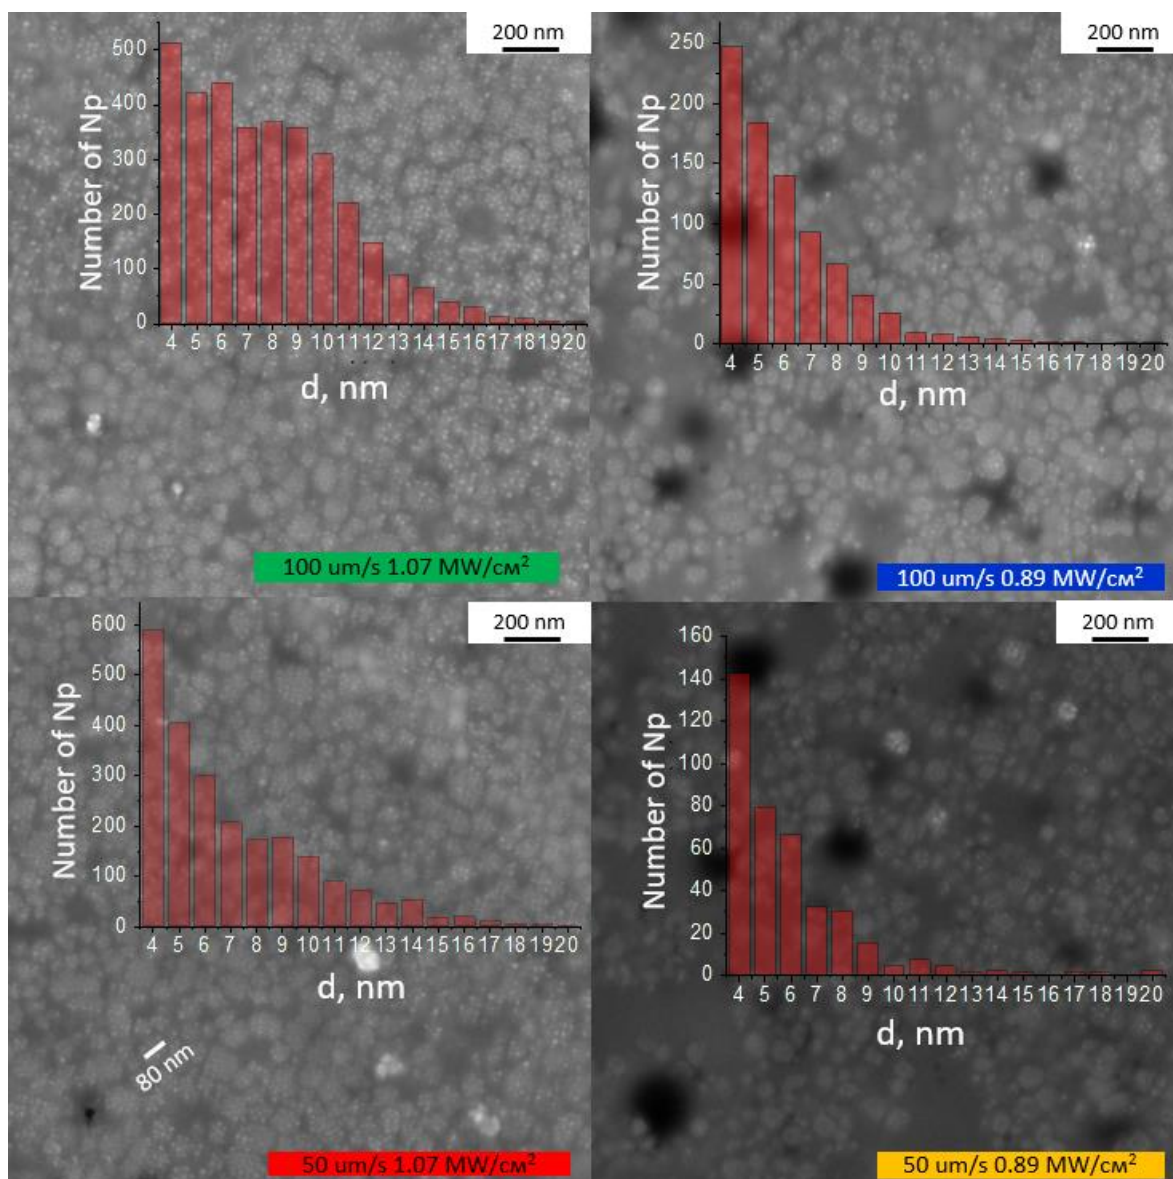 200 nm
500
400
300
200
100
0
Number of Np
4 5 6 7 8 9 10 11 12 13 14 15 16 17 18 19 20
d, nm
100 um/s 1.07 MW/см²
200 nm
250
200
150
100
50
0
Number of Np
4 5 6 7 8 9 10 11 12 13 14 15 16 17 18 19 20
d, nm
100 um/s 0.89 MW/см²
200 nm
600
500
400
300
200
100
0
Number of Np
4 5 6 7 8 9 10 11 12 13 14 15 16 17 18 19 20
d, nm
80 nm
50 um/s 1.07 MW/см²
200 nm
160
140
120
100
80
60
40
20
0
Number of Np
4 5 6 7 8 9 10 11 12 13 14 15 16 17 18 19 20
d, nm
50 um/s 0.89 MW/см²